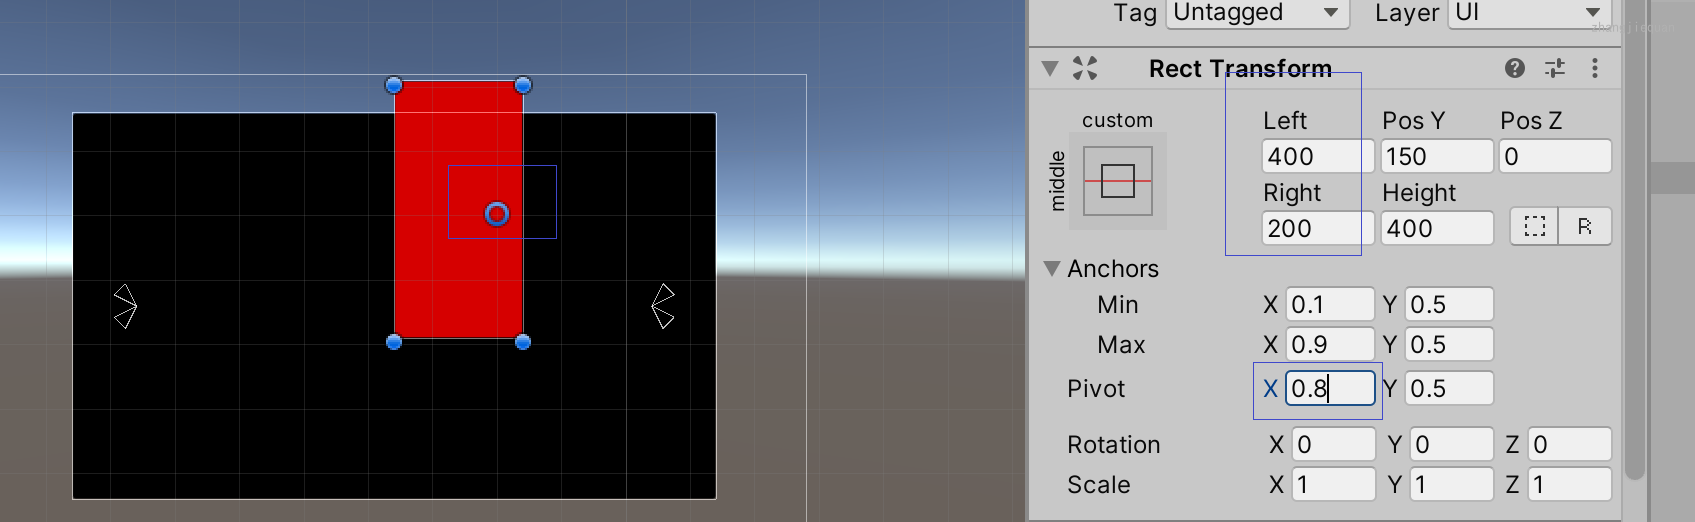 Tag Untagged Layer UI
Rect Transform
custom
middle
Left Pos Y Pos Z
400 150 0
Right Height
200 400 R
Anchors
Min X 0.1 Y 0.5
Max X 0.9 Y 0.5
Pivot X 0.8 Y 0.5
Rotation X 0 Y 0 Z 0
Scale X 1 Y 1 Z 1